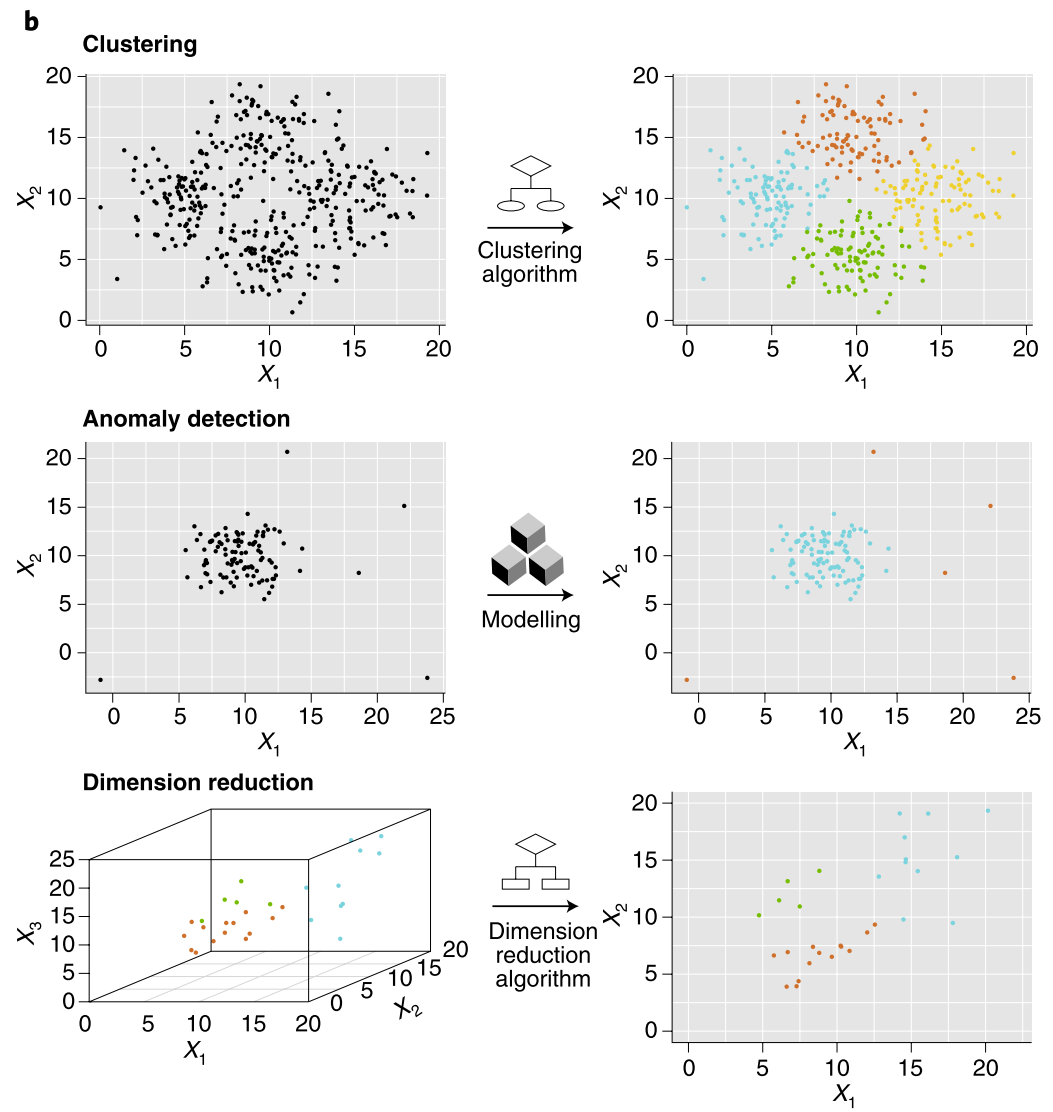 b
Clustering
20
15
10
5
0
X2
0 5 10 15 20
X1
Clustering
algorithm
20
15
10
5
0
X2
0 5 10 15 20
X1
Anomaly detection
20
15
10
5
0
X2
0 5 10 15 20 25
X1
Modelling
20
15
10
5
0
X2
0 5 10 15 20 25
X1
Dimension reduction
25
20
15
10
5
0
X3
0 5 10 15 20
X1
0 5 10 15 20
X2
Dimension
reduction
algorithm
20
15
10
5
0
X2
0 5 10 15 20
X1